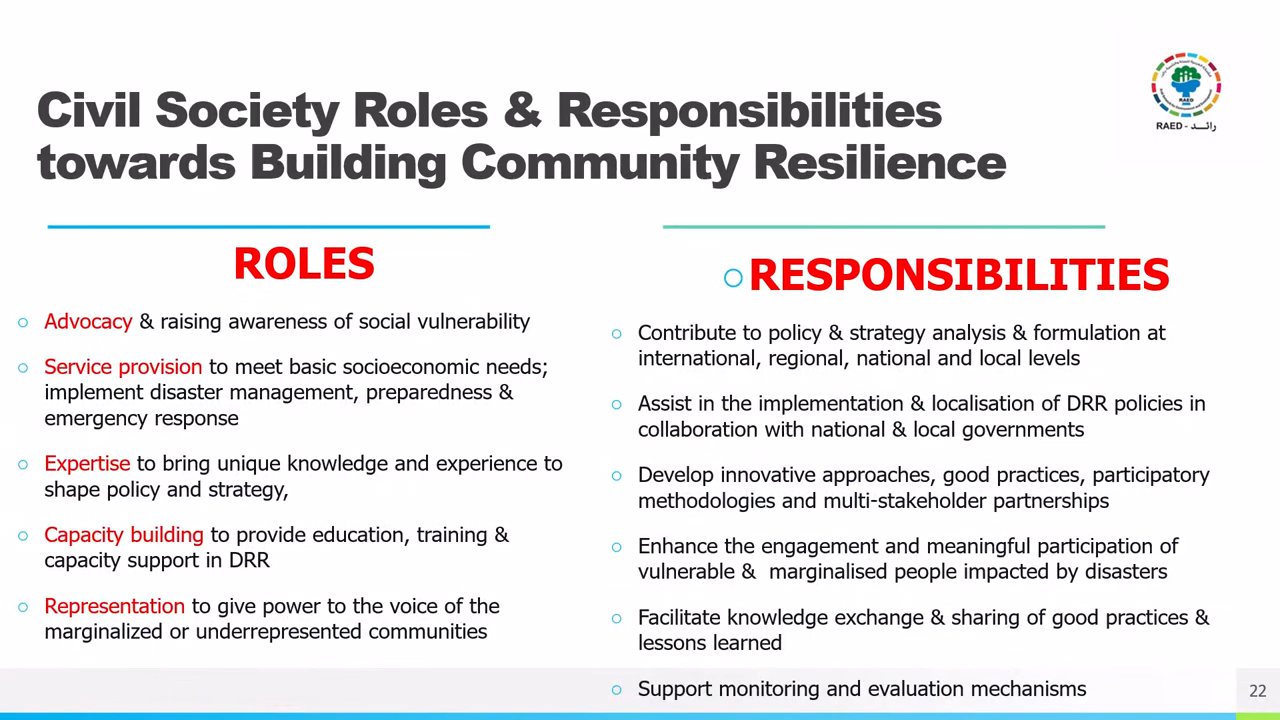 Civil Society Roles & Responsibilities
towards Building Community Resilience
RAED
RAED - رائـــد
ROLES
○ Advocacy & raising awareness of social vulnerability
○ Service provision to meet basic socioeconomic needs;
implement disaster management, preparedness &
emergency response
○ Expertise to bring unique knowledge and experience to
shape policy and strategy,
○ Capacity building to provide education, training &
capacity support in DRR
○ Representation to give power to the voice of the
marginalized or underrepresented communities
○RESPONSIBILITIES
○ Contribute to policy & strategy analysis & formulation at
international, regional, national and local levels
○ Assist in the implementation & localisation of DRR policies in
collaboration with national & local governments
○ Develop innovative approaches, good practices, participatory
methodologies and multi-stakeholder partnerships
○ Enhance the engagement and meaningful participation of
vulnerable &  marginalised people impacted by disasters
○ Facilitate knowledge exchange & sharing of good practices &
lessons learned
○ Support monitoring and evaluation mechanisms
22